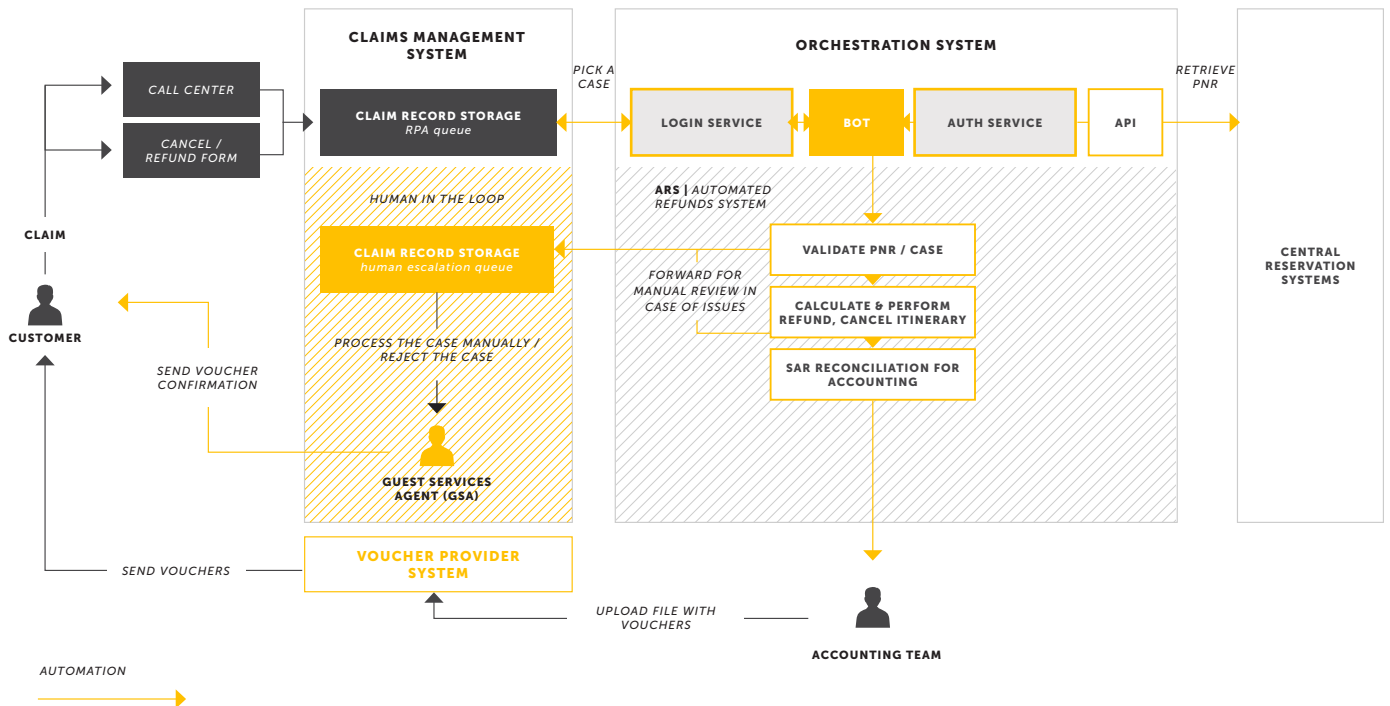 CLAIMS MANAGEMENT
SYSTEM
ORCHESTRATION SYSTEM
PICK A
CASE
RETRIEVE
PNR
CALL CENTER
CANCEL /
REFUND FORM
CLAIM RECORD STORAGE
RPA queue
LOGIN SERVICE
BOT
AUTH SERVICE
API
HUMAN IN THE LOOP
ARS | AUTOMATED
REFUNDS SYSTEM
CLAIM
CLAIM RECORD STORAGE
human escalation queue
VALIDATE PNR / CASE
FORWARD FOR
MANUAL REVIEW IN
CASE OF ISSUES
CALCULATE & PERFORM
REFUND, CANCEL ITINERARY
CENTRAL
RESERVATION
SYSTEMS
CUSTOMER
PROCESS THE CASE MANUALLY /
REJECT THE CASE
SAR RECONCILIATION FOR
ACCOUNTING
SEND VOUCHER
CONFIRMATION
GUEST SERVICES
AGENT (GSA)
VOUCHER PROVIDER
SYSTEM
SEND VOUCHERS
UPLOAD FILE WITH
VOUCHERS
ACCOUNTING TEAM
AUTOMATION